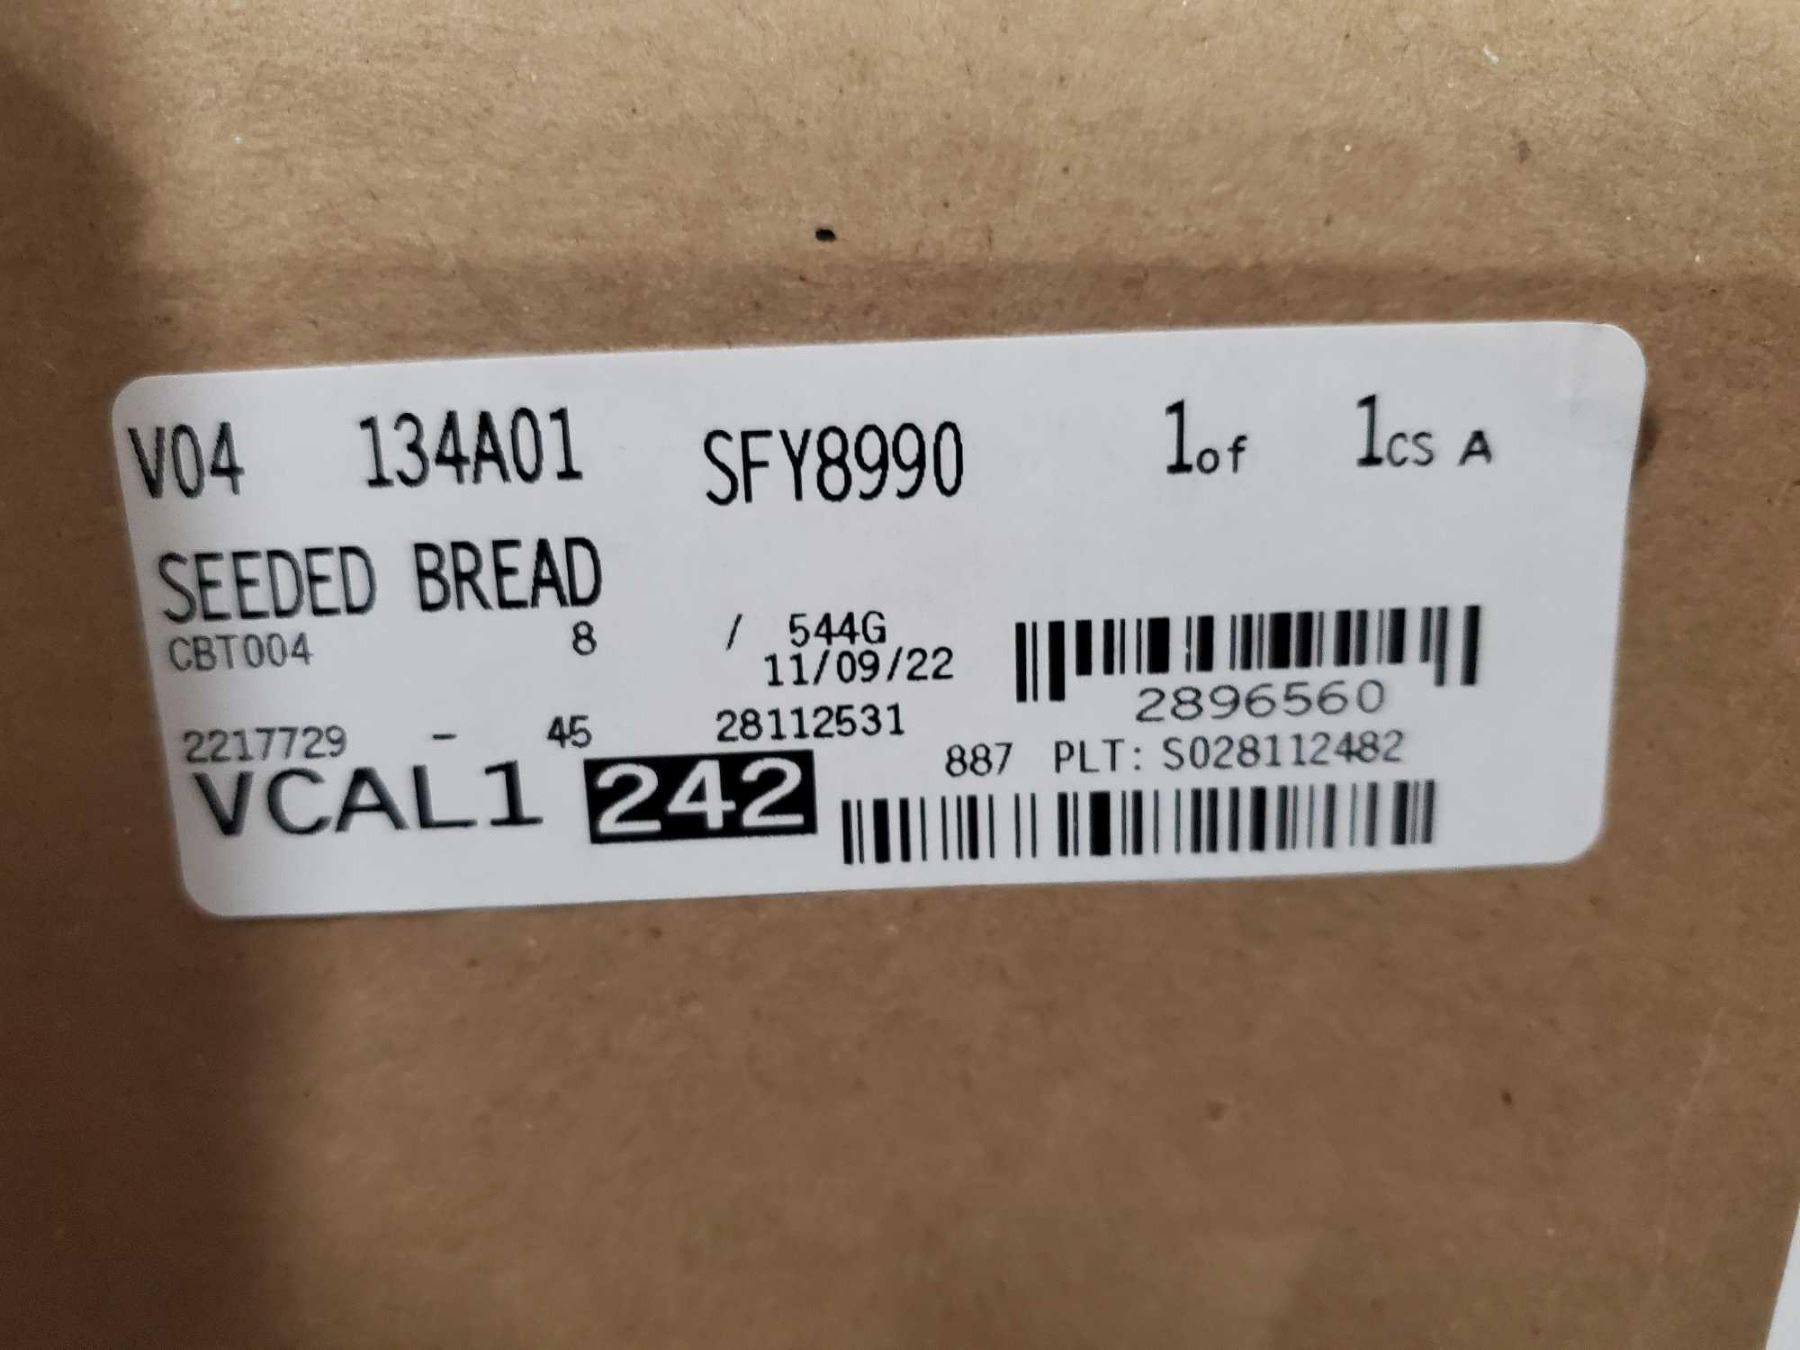 V04 134A01 SFY8990 1of 1CS A
SEEDED BREAD
CBT004 8 / 544G
11/09/22
2896560
2217729 - 45 28112531
887 PLT: S028112482
VCAL1 242